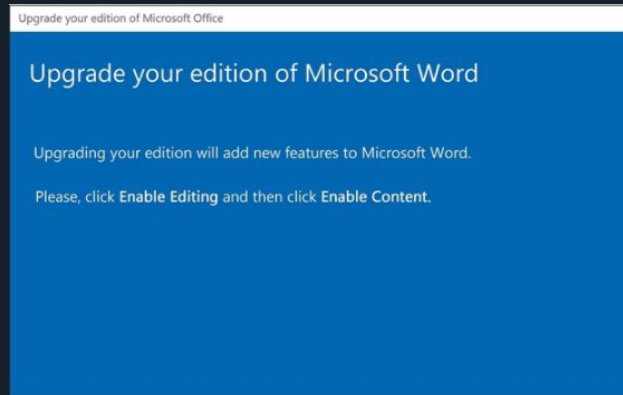 Upgrade your edition of Microsoft Office
Upgrade your edition of Microsoft Word
Upgrading your edition will add new features to Microsoft Word.
Please, click Enable Editing and then click Enable Content.